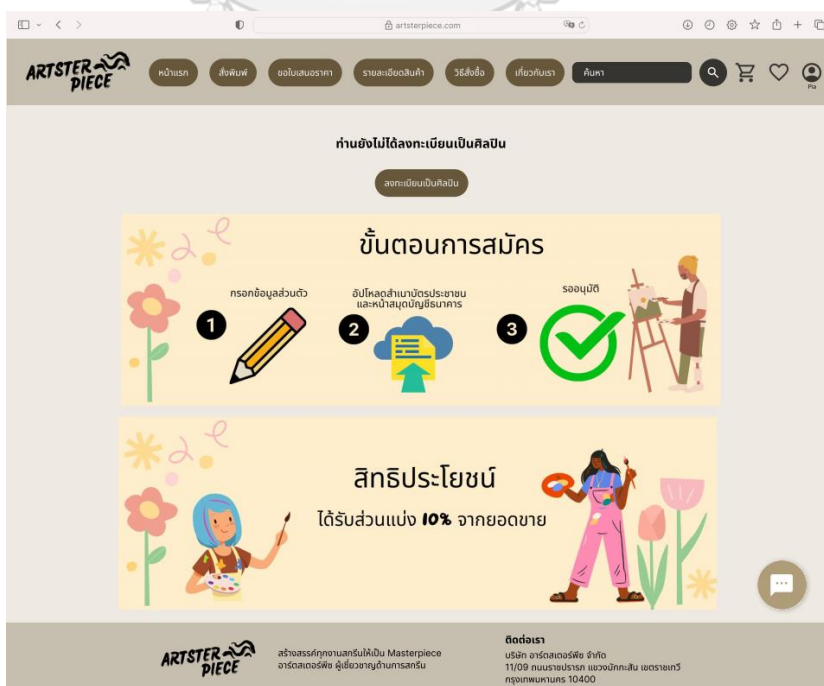 artsterpiece.com
ARTSTER
PIECE
หน้าแรก
สั่งพิมพ์
ขอใบเสนอราคา
รายละเอียดสินค้า
วิธีสั่งซื้อ
เกี่ยวกับเรา
ค้นหา
Pla
ท่านยังไม่ได้ลงทะเบียนเป็นศิลปิน
ลงทะเบียนเป็นศิลปิน
ขั้นตอนการสมัคร
1
กรอกข้อมูลส่วนตัว
2
อัปโหลดสำเนาบัตรประชาชน
และหน้าสมุดบัญชีธนาคาร
3
รออนุมัติ
สิทธิประโยชน์
ได้รับส่วนแบ่ง 10% จากยอดขาย
ARTSTER
PIECE
สร้างสรรค์ทุกงานสกรีนให้เป็น Masterpiece
อาร์ตสเตอร์พีซ ผู้เชี่ยวชาญด้านการสกรีน
ติดต่อเรา
บริษัท อาร์ตสเตอร์พีซ จำกัด
11/09 ถนนราชปรารภ แขวงมักกะสัน เขตราชเทวี
กรุงเทพมหานคร 10400